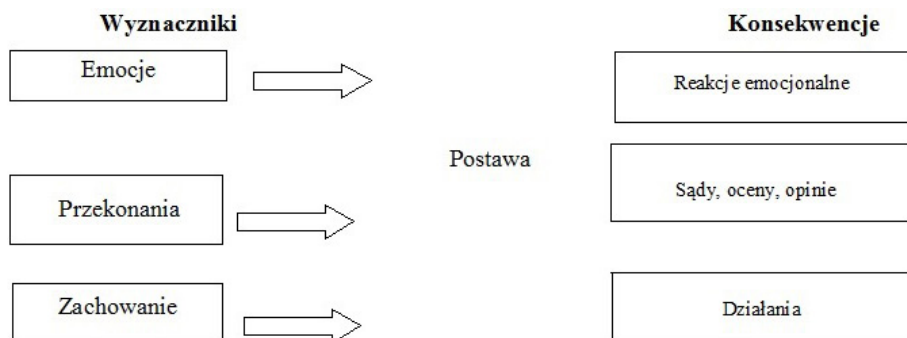 Wyznaczniki
Konsekwencje
Emocje
Reakcje emocjonalne
Postawa
Przekonania
Sądy, oceny, opinie
Zachowanie
Działania